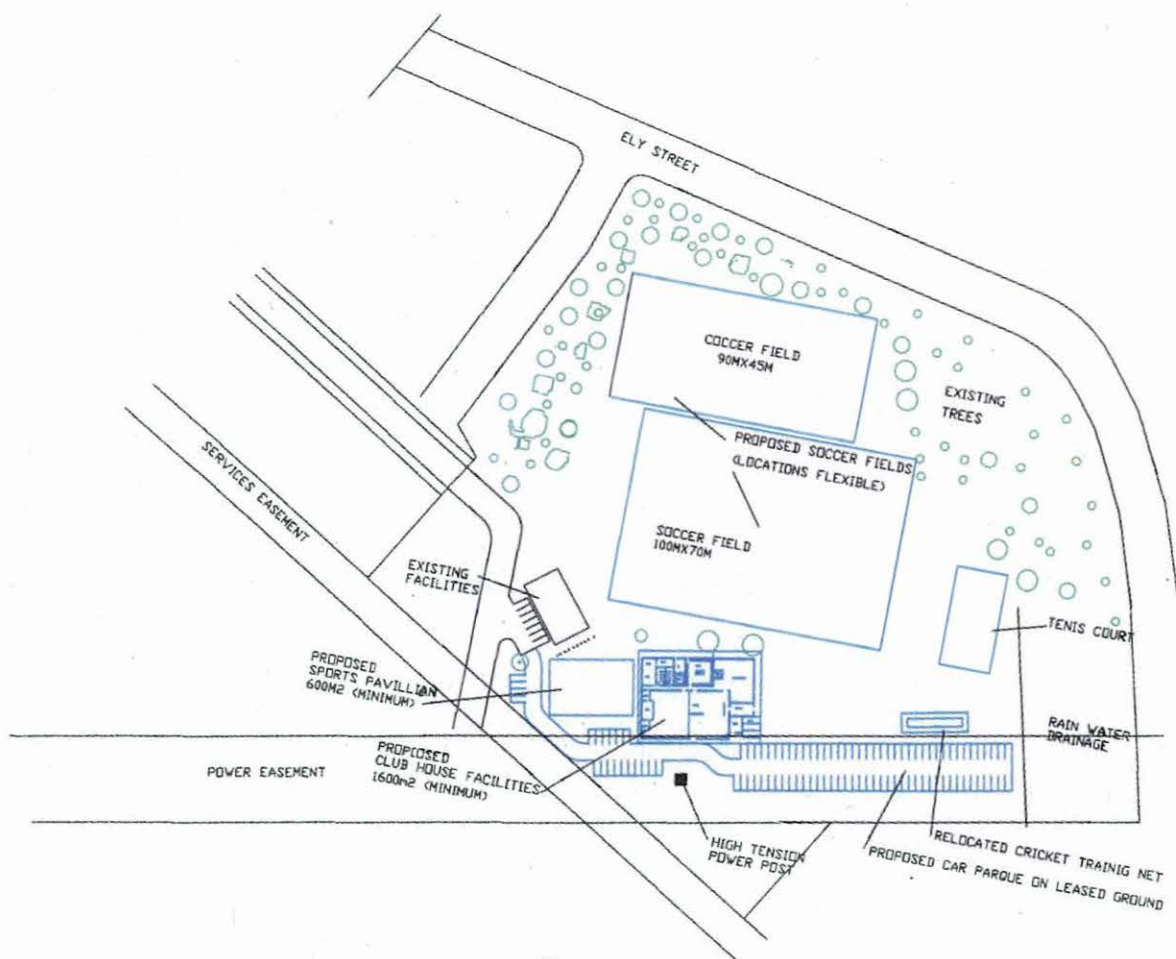 ELY STREET
COCCER FIELD
90MX45M
EXISTING
TREES
PROPOSED SOCCER FIELDS
(LOCATIONS FLEXIBLE)
SERVICES EASEMENT
SOCCER FIELD
100MX70M
EXISTING
FACILITIES
TENIS COURT
PROPOSED
SPORTS PAVILLIAN
600M2 (MINIMUM)
RAIN WATER
DRAINAGE
PROPCOSED
CLUB HOUSE FACILITIES
1600m2 (MINIMUM)
POWER EASEMENT
HIGH TENSION
POWER POST
RELOCATED CRICKET TRAINIG NET
PROPOSED CAR PARQUE ON LEASED GROUND